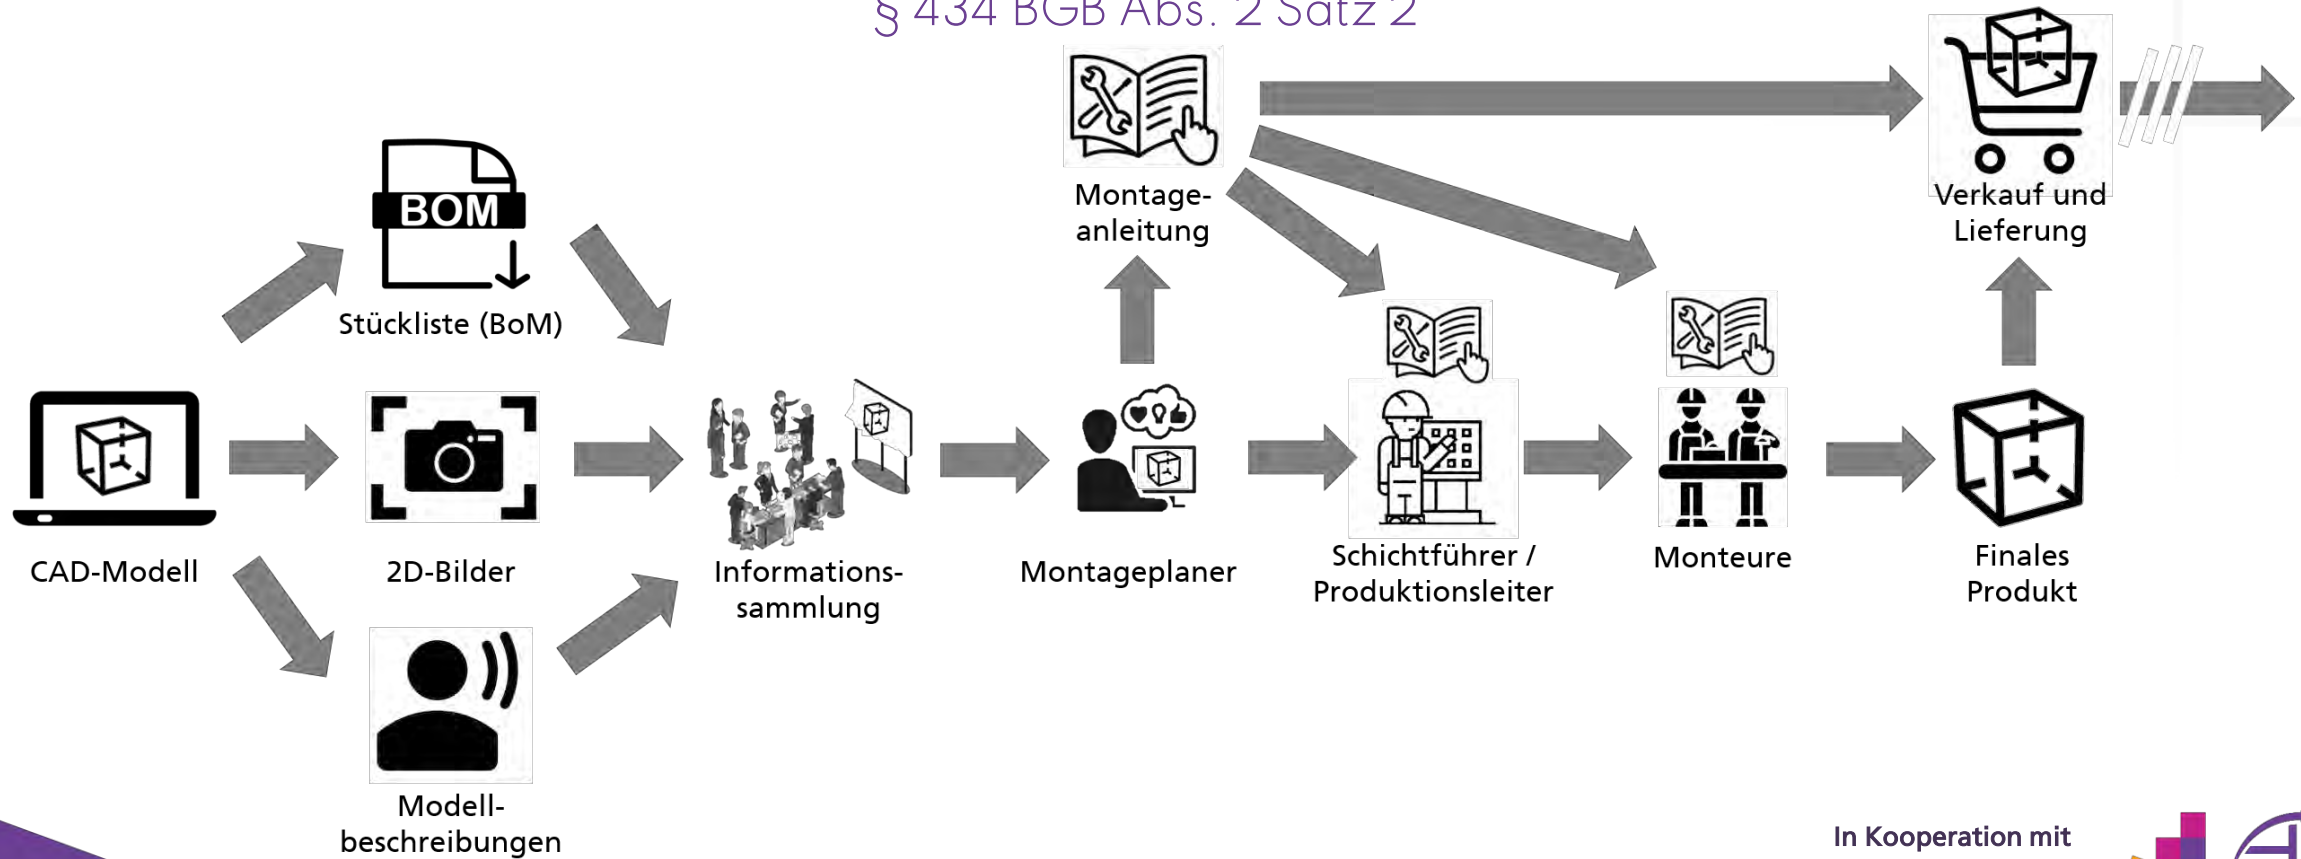 § 434 BGB Abs. 2 Satz 2
Montage-
anleitung
Verkauf und
Lieferung
BOM
Stückliste (BoM)
CAD-Modell
2D-Bilder
Informations-
sammlung
Montageplaner
Schichtführer /
Produktionsleiter
Monteure
Finales
Produkt
Modell-
beschreibungen
In Kooperation mit